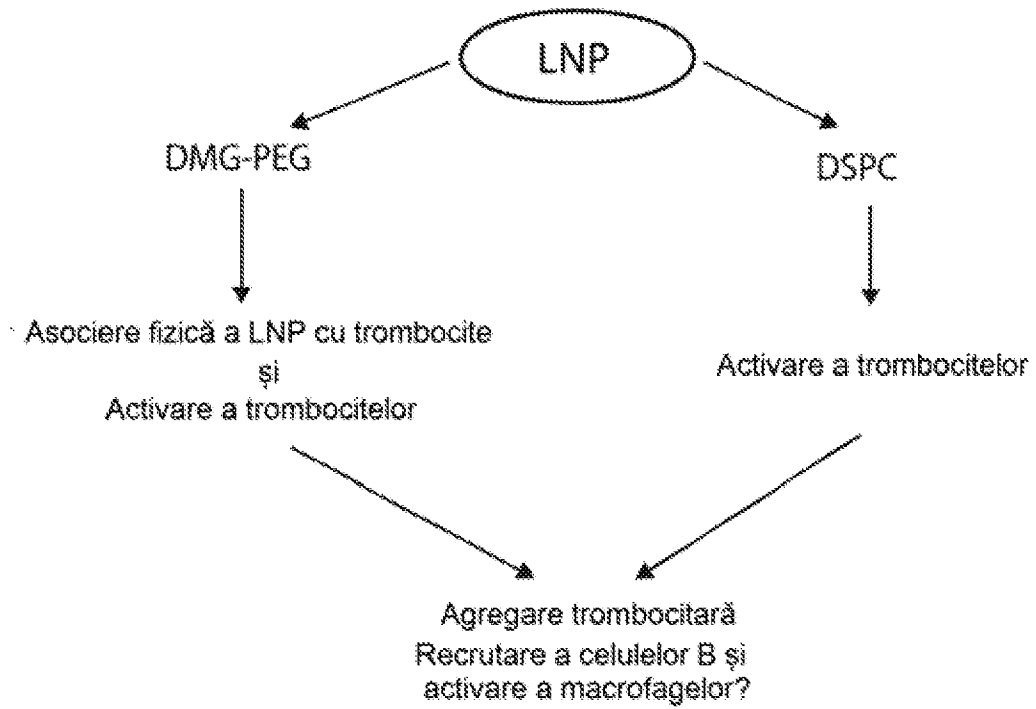 LNP
DMG-PEG
DSPC
Asociere fizică a LNP cu trombocite
și
Activare a trombocitelor
Activare a trombocitelor
Agregare trombocitară
Recrutare a celulelor B și
activare a macrofagelor?